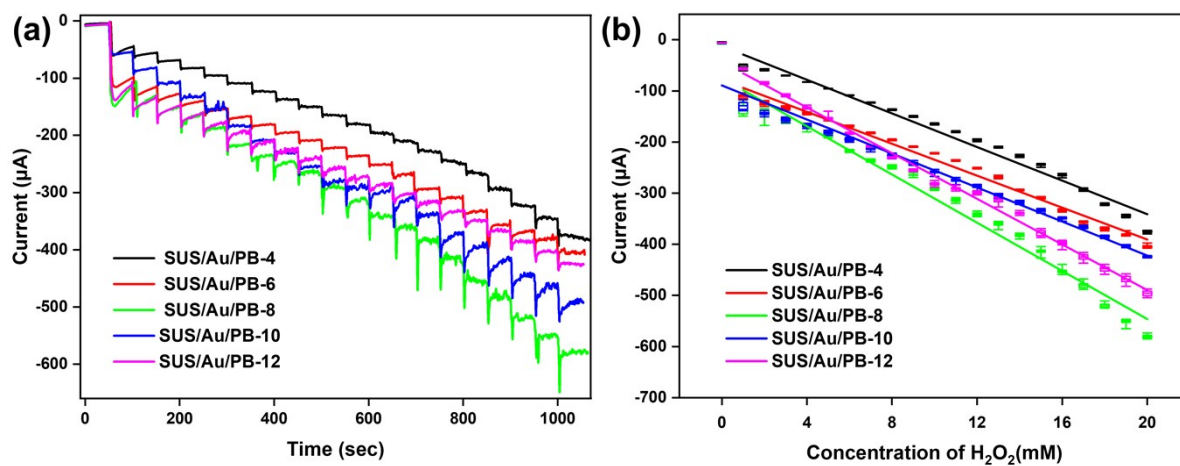 (a)
0
-100
-200
-300
-400
-500
-600
Current (µA)
SUS/Au/PB-4
SUS/Au/PB-6
SUS/Au/PB-8
SUS/Au/PB-10
SUS/Au/PB-12
0 200 400 600 800 1000
Time (sec)
(b)
0
-100
-200
-300
-400
-500
-600
-700
Current (µA)
SUS/Au/PB-4
SUS/Au/PB-6
SUS/Au/PB-8
SUS/Au/PB-10
SUS/Au/PB-12
0 4 8 12 16 20
Concentration of H₂O₂(mM)